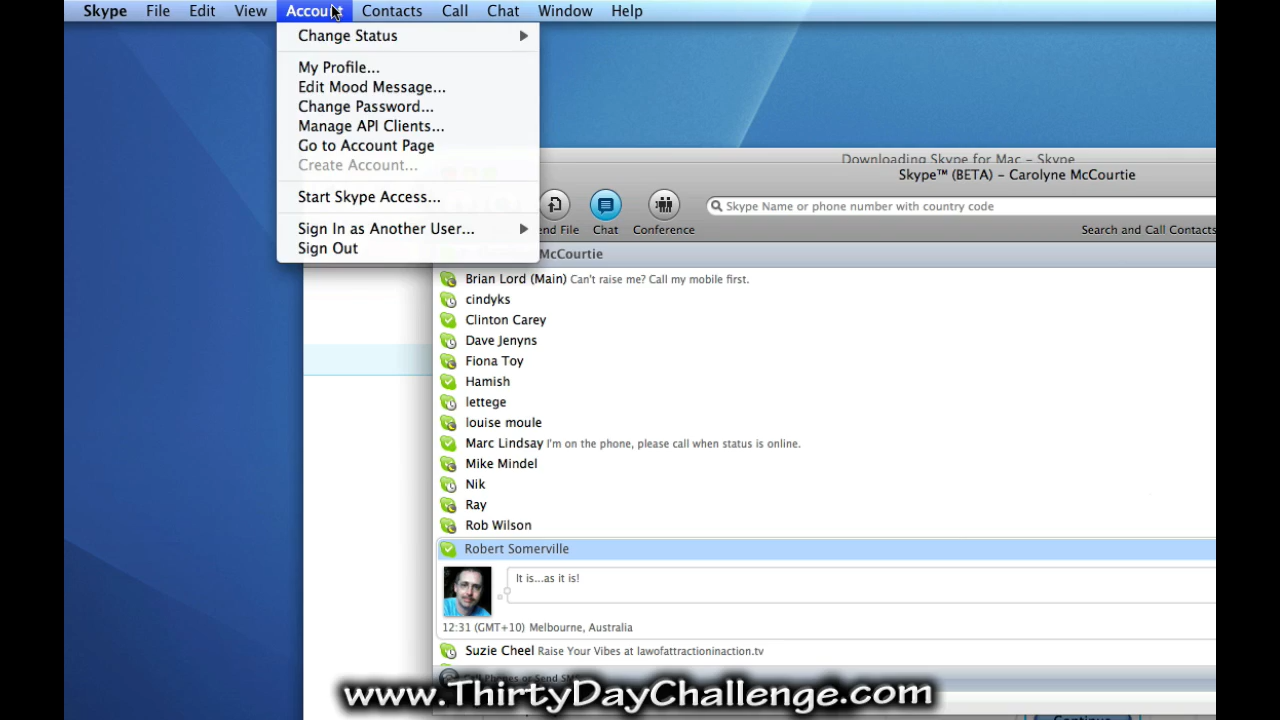 Skype File Edit View Account Contacts Call Chat Window Help
Change Status
My Profile...
Edit Mood Message...
Change Password...
Manage API Clients...
Go to Account Page
Create Account...
Start Skype Access...
Sign In as Another User...
Sign Out
Downloading Skype for Mac – Skype
Skype™ (BETA) – Carolyne McCourtie
Skype Name or phone number with country code
end File Chat Conference Search and Call Contacts
McCourtie
Brian Lord (Main) Can't raise me? Call my mobile first.
cindyks
Clinton Carey
Dave Jenyns
Fiona Toy
Hamish
lettege
louise moule
Marc Lindsay I'm on the phone, please call when status is online.
Mike Mindel
Nik
Ray
Rob Wilson
Robert Somerville
It is...as it is!
12:31 (GMT+10) Melbourne, Australia
Suzie Cheel Raise Your Vibes at lawofattractioninaction.tv
Call Phones or Send SMS
www.ThirtyDayChallenge.com
Continue